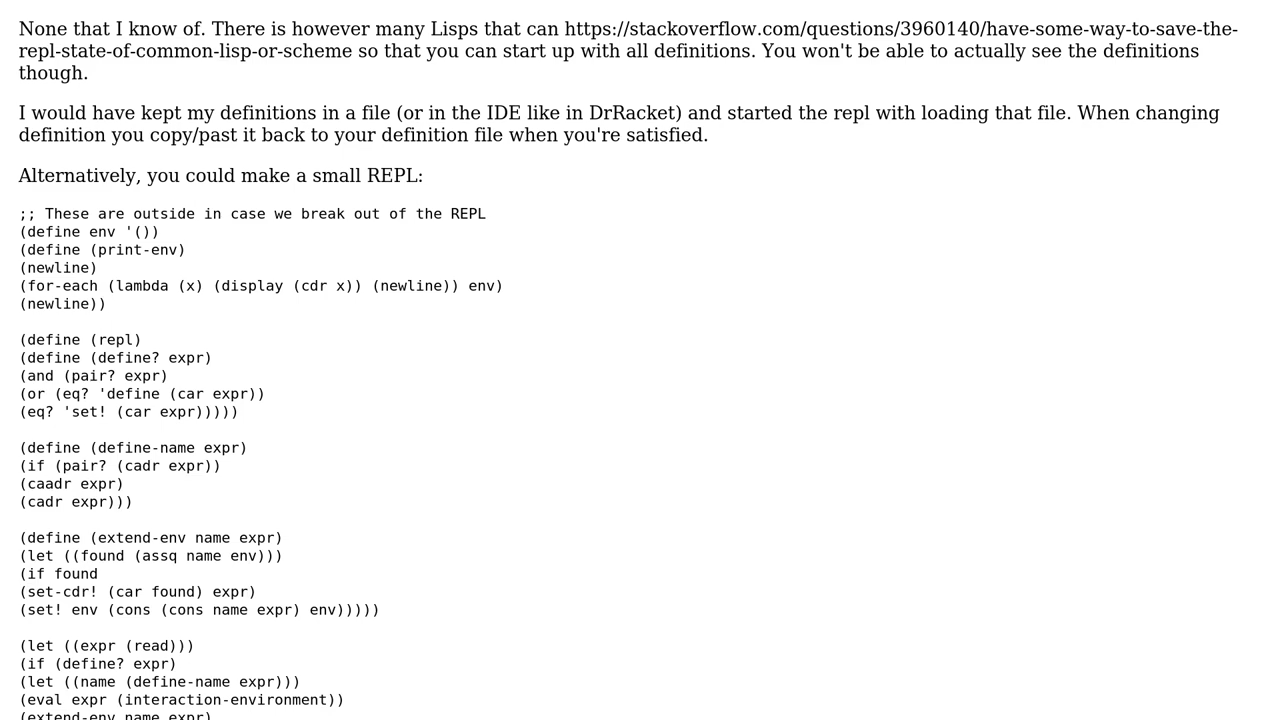 None that I know of. There is however many Lisps that can https://stackoverflow.com/questions/3960140/have-some-way-to-save-the-
repl-state-of-common-lisp-or-scheme so that you can start up with all definitions. You won't be able to actually see the definitions
though.
I would have kept my definitions in a file (or in the IDE like in DrRacket) and started the repl with loading that file. When changing
definition you copy/past it back to your definition file when you're satisfied.
Alternatively, you could make a small REPL:
;; These are outside in case we break out of the REPL
(define env '())
(define (print-env)
(newline)
(for-each (lambda (x) (display (cdr x)) (newline)) env)
(newline))
(define (repl)
(define (define? expr)
(and (pair? expr)
(or (eq? 'define (car expr))
(eq? 'set! (car expr)))))
(define (define-name expr)
(if (pair? (cadr expr))
(caadr expr)
(cadr expr)))
(define (extend-env name expr)
(let ((found (assq name env)))
(if found
(set-cdr! (car found) expr)
(set! env (cons (cons name expr) env)))))
(let ((expr (read)))
(if (define? expr)
(let ((name (define-name expr)))
(eval expr (interaction-environment))
(extend-env name expr)